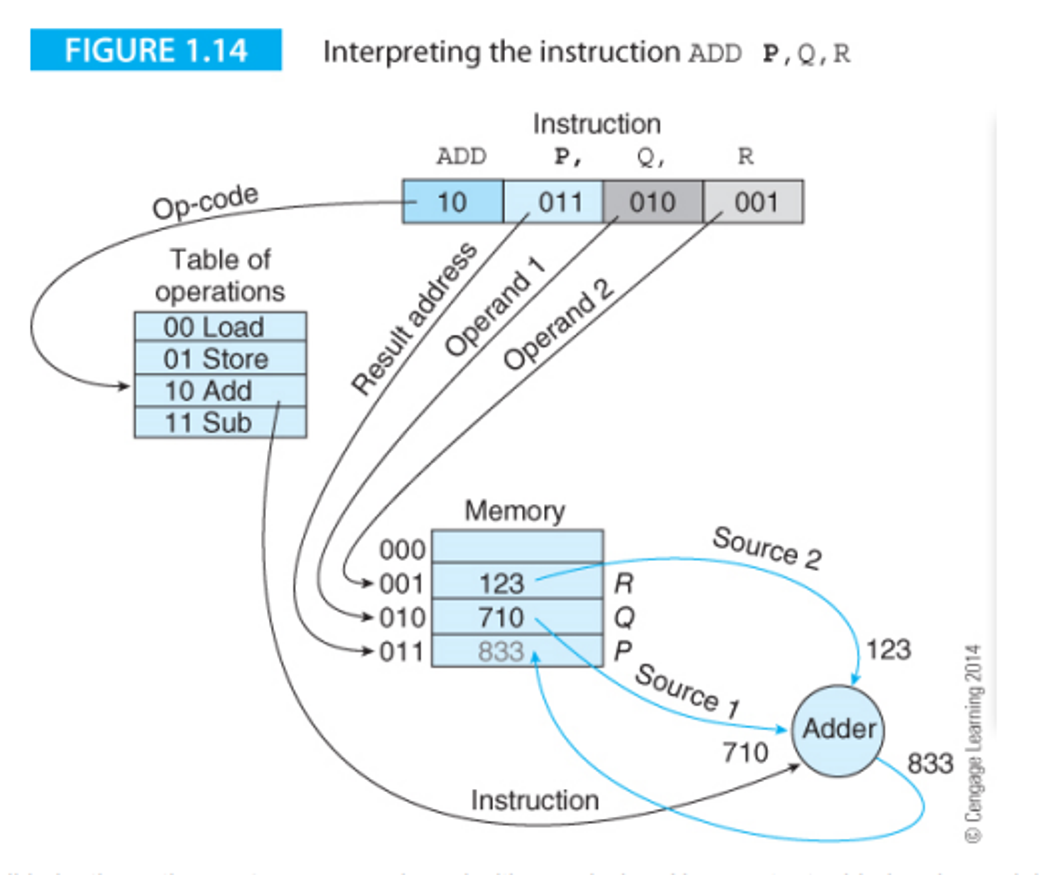 FIGURE 1.14 Interpreting the instruction ADD P,Q,R
Instruction
ADD P, Q, R
10 011 010 001
Op-code
Table of
operations
00 Load
01 Store
10 Add
11 Sub
Result address
Operand 1
Operand 2
Memory
000
001 123 R
010 710 Q
011 833 P
Source 2
123
Source 1
Adder
710
833
Instruction
© Cengage Learning 2014